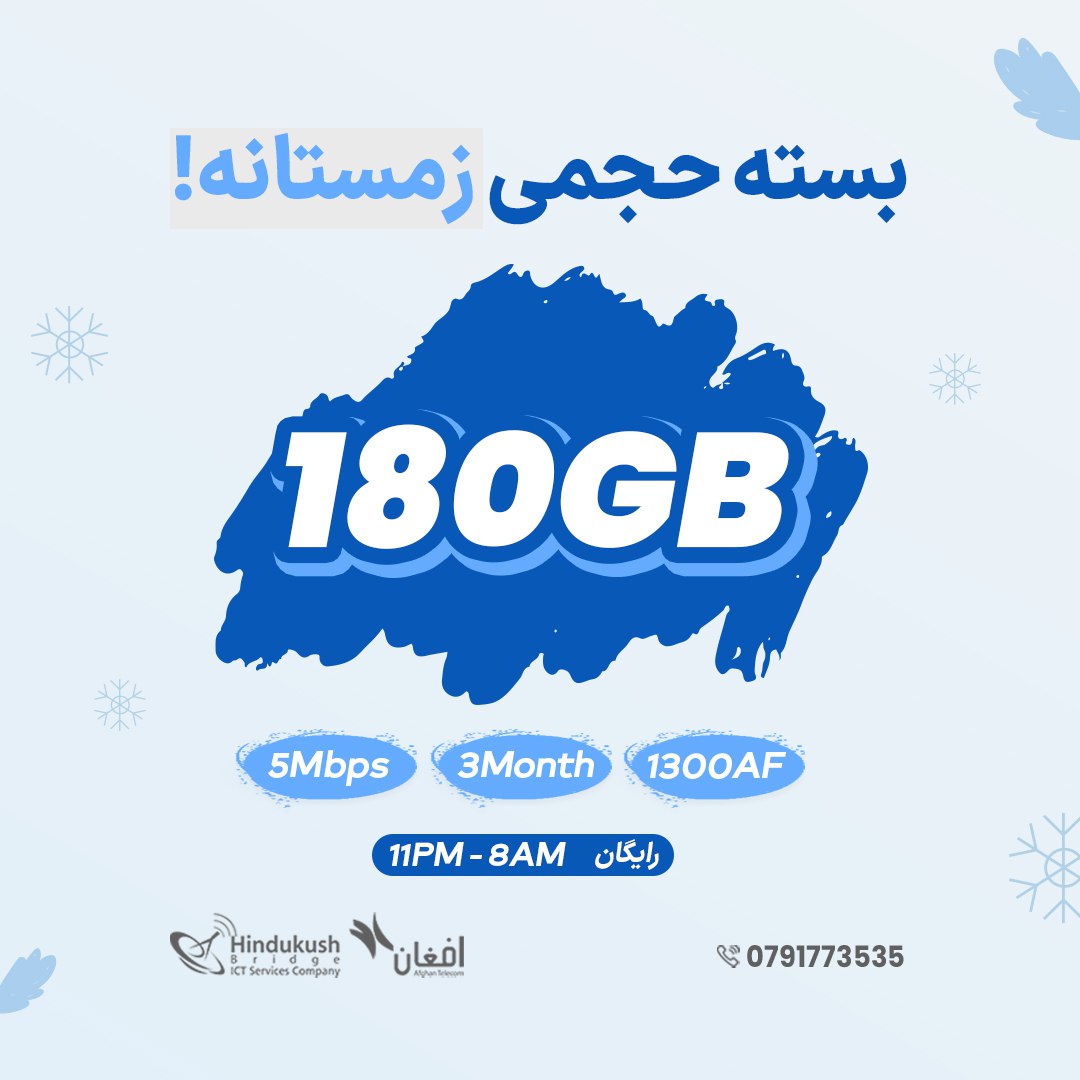 بسته حجمی زمستانه!
180GB
5Mbps 3Month 1300AF
11PM - 8AM رایگان
Hindukush
Bridge
ICT Services Company
افغان
Afghan Telecom
0791773535